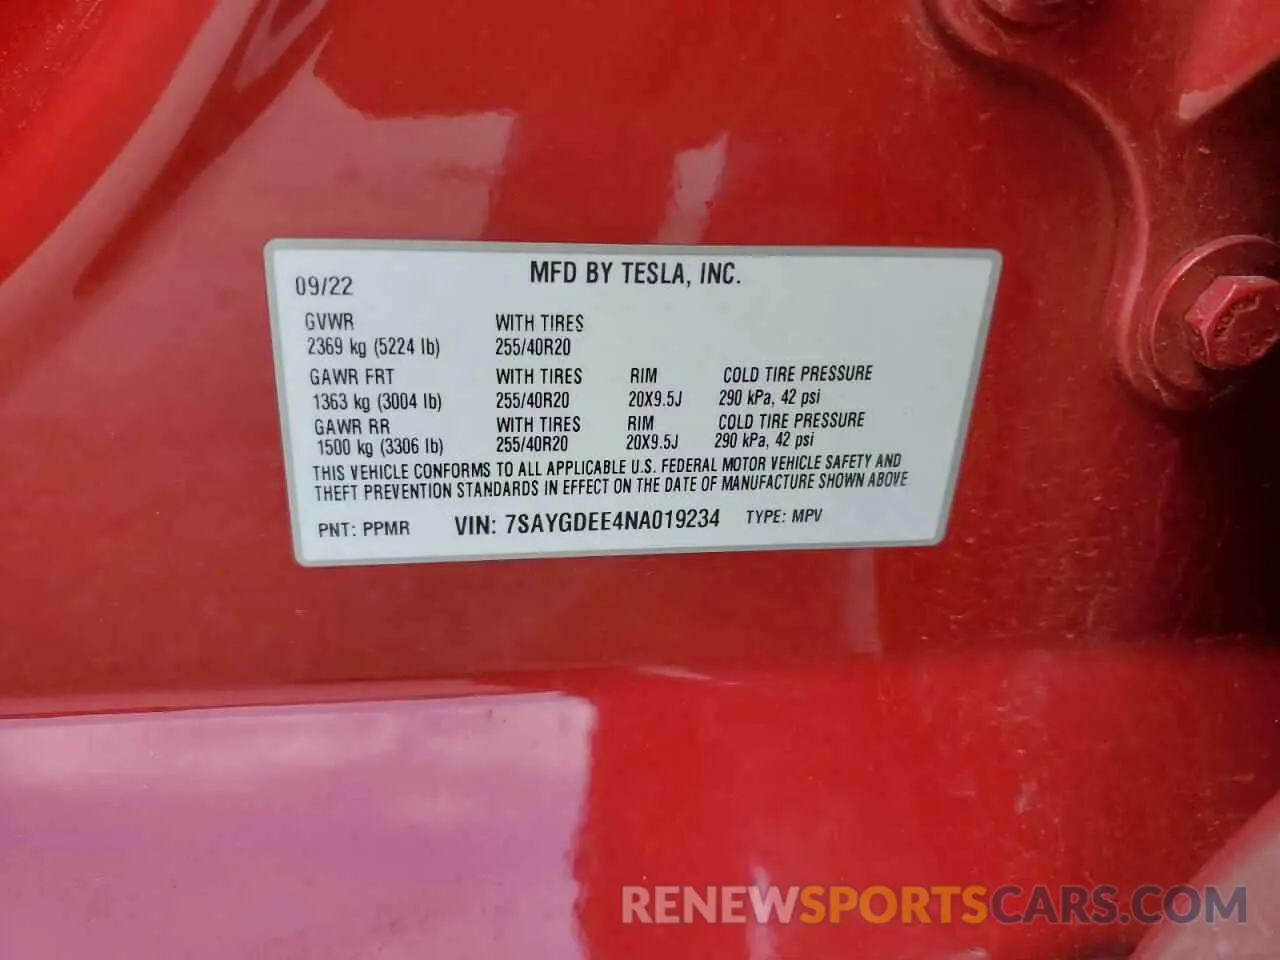 MFD BY TESLA, INC.
09/22
GVWR WITH TIRES
2369 kg (5224 lb) 255/40R20
GAWR FRT WITH TIRES RIM COLD TIRE PRESSURE
1363 kg (3004 lb) 255/40R20 20X9.5J 290 kPa, 42 psi
GAWR RR WITH TIRES RIM COLD TIRE PRESSURE
1500 kg (3306 lb) 255/40R20 20X9.5J 290 kPa, 42 psi
THIS VEHICLE CONFORMS TO ALL APPLICABLE U.S. FEDERAL MOTOR VEHICLE SAFETY AND
THEFT PREVENTION STANDARDS IN EFFECT ON THE DATE OF MANUFACTURE SHOWN ABOVE
PNT: PPMR VIN: 7SAYGDEE4NA019234 TYPE: MPV
RENEWSPORTSCARS.COM